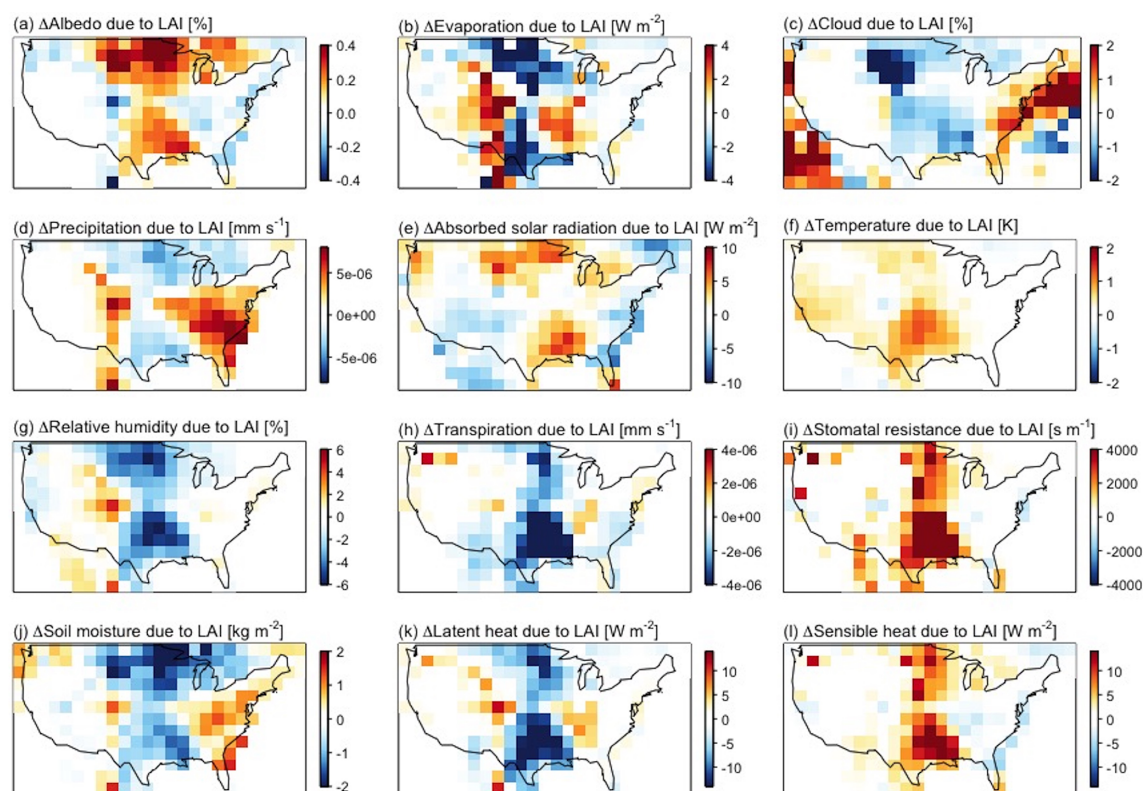 (a) ΔAlbedo due to LAI [%]
0.4
0.2
0.0
-0.2
-0.4
(b) ΔEvaporation due to LAI [W m⁻²]
4
2
0
-2
-4
(c) ΔCloud due to LAI [%]
2
1
0
-1
-2
(d) ΔPrecipitation due to LAI [mm s⁻¹]
5e-06
0e+00
-5e-06
(e) ΔAbsorbed solar radiation due to LAI [W m⁻²]
10
5
0
-5
-10
(f) ΔTemperature due to LAI [K]
2
1
0
-1
-2
(g) ΔRelative humidity due to LAI [%]
6
4
2
0
-2
-4
-6
(h) ΔTranspiration due to LAI [mm s⁻¹]
4e-06
2e-06
0e+00
-2e-06
-4e-06
(i) ΔStomatal resistance due to LAI [s m⁻¹]
4000
2000
0
-2000
-4000
(j) ΔSoil moisture due to LAI [kg m⁻²]
2
1
0
-1
-2
(k) ΔLatent heat due to LAI [W m⁻²]
10
5
0
-5
-10
(l) ΔSensible heat due to LAI [W m⁻²]
10
5
0
-5
-10